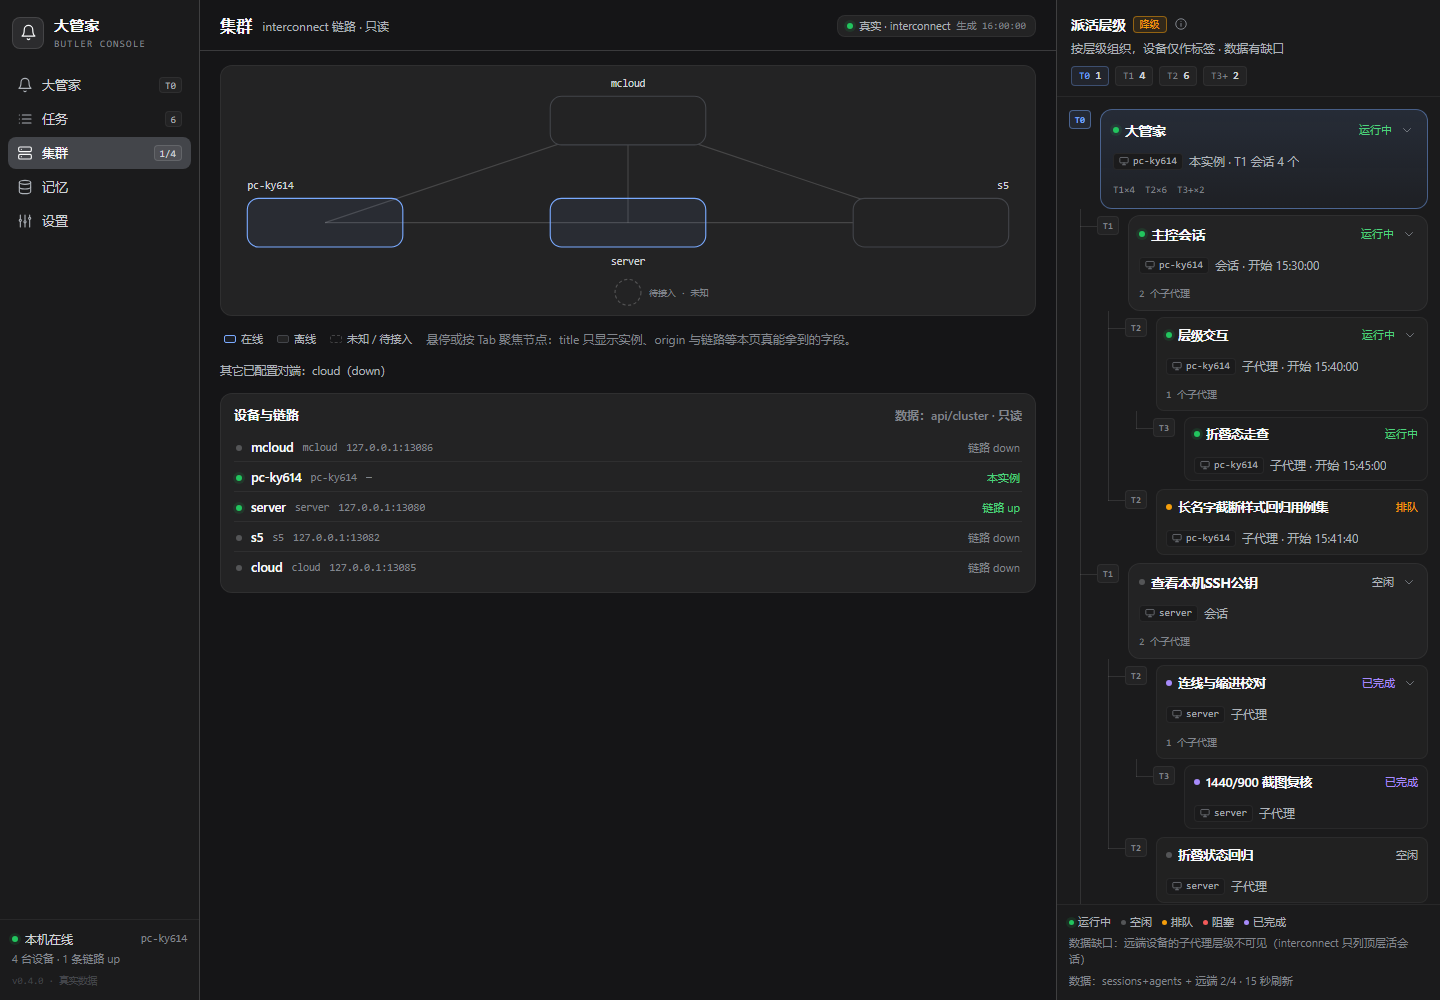 大管家
BUTLER CONSOLE
大管家 T0
任务 6
集群 1/4
记忆
设置
本机在线 pc-ky614
4 台设备 · 1 条链路 up
v0.4.0 · 真实数据
集群 interconnect 链路 · 只读
真实 · interconnect 生成 16:00:00
mcloud
pc-ky614
s5
server
待接入 · 未知
在线 离线 未知 / 待接入 悬停或按 Tab 聚焦节点：title 只显示实例、origin 与链路等本页真能拿到的字段。
其它已配置对端：cloud（down）
设备与链路 数据：api/cluster · 只读
mcloud mcloud 127.0.0.1:13086 链路 down
pc-ky614 pc-ky614 — 本实例
server server 127.0.0.1:13080 链路 up
s5 s5 127.0.0.1:13082 链路 down
cloud cloud 127.0.0.1:13085 链路 down
派活层级 降级
按层级组织，设备仅作标签 · 数据有缺口
T0 1 T1 4 T2 6 T3+ 2
T0 大管家 运行中
pc-ky614 本实例 · T1 会话 4 个
T1×4 T2×6 T3+×2
T1 主控会话 运行中
pc-ky614 会话 · 开始 15:30:00
2 个子代理
T2 层级交互 运行中
pc-ky614 子代理 · 开始 15:40:00
1 个子代理
T3 折叠态走查 运行中
pc-ky614 子代理 · 开始 15:45:00
T2 长名字截断样式回归用例集 排队
pc-ky614 子代理 · 开始 15:41:40
T1 查看本机SSH公钥 空闲
server 会话
2 个子代理
T2 连线与缩进校对 已完成
server 子代理
1 个子代理
T3 1440/900 截图复核 已完成
server 子代理
T2 折叠状态回归 空闲
server 子代理
运行中 空闲 排队 阻塞 已完成
数据缺口：远端设备的子代理层级不可见（interconnect 只列顶层活会
话）
数据：sessions+agents + 远端 2/4 · 15 秒刷新